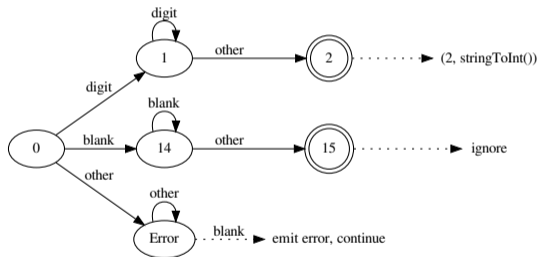 digit
1
other
2
(2, stringToInt())
digit
blank
0
blank
14
other
15
ignore
other
other
Error
blank
emit error, continue